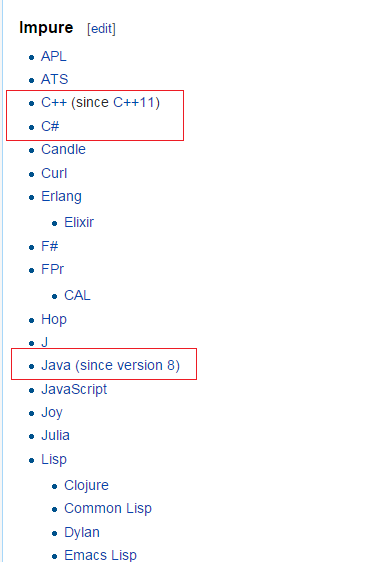 Impure [edit]
APL
ATS
C++ (since C++11)
C#
Candle
Curl
Erlang
Elixir
F#
FPr
CAL
Hop
J
Java (since version 8)
JavaScript
Joy
Julia
Lisp
Clojure
Common Lisp
Dylan
Emacs Lisp